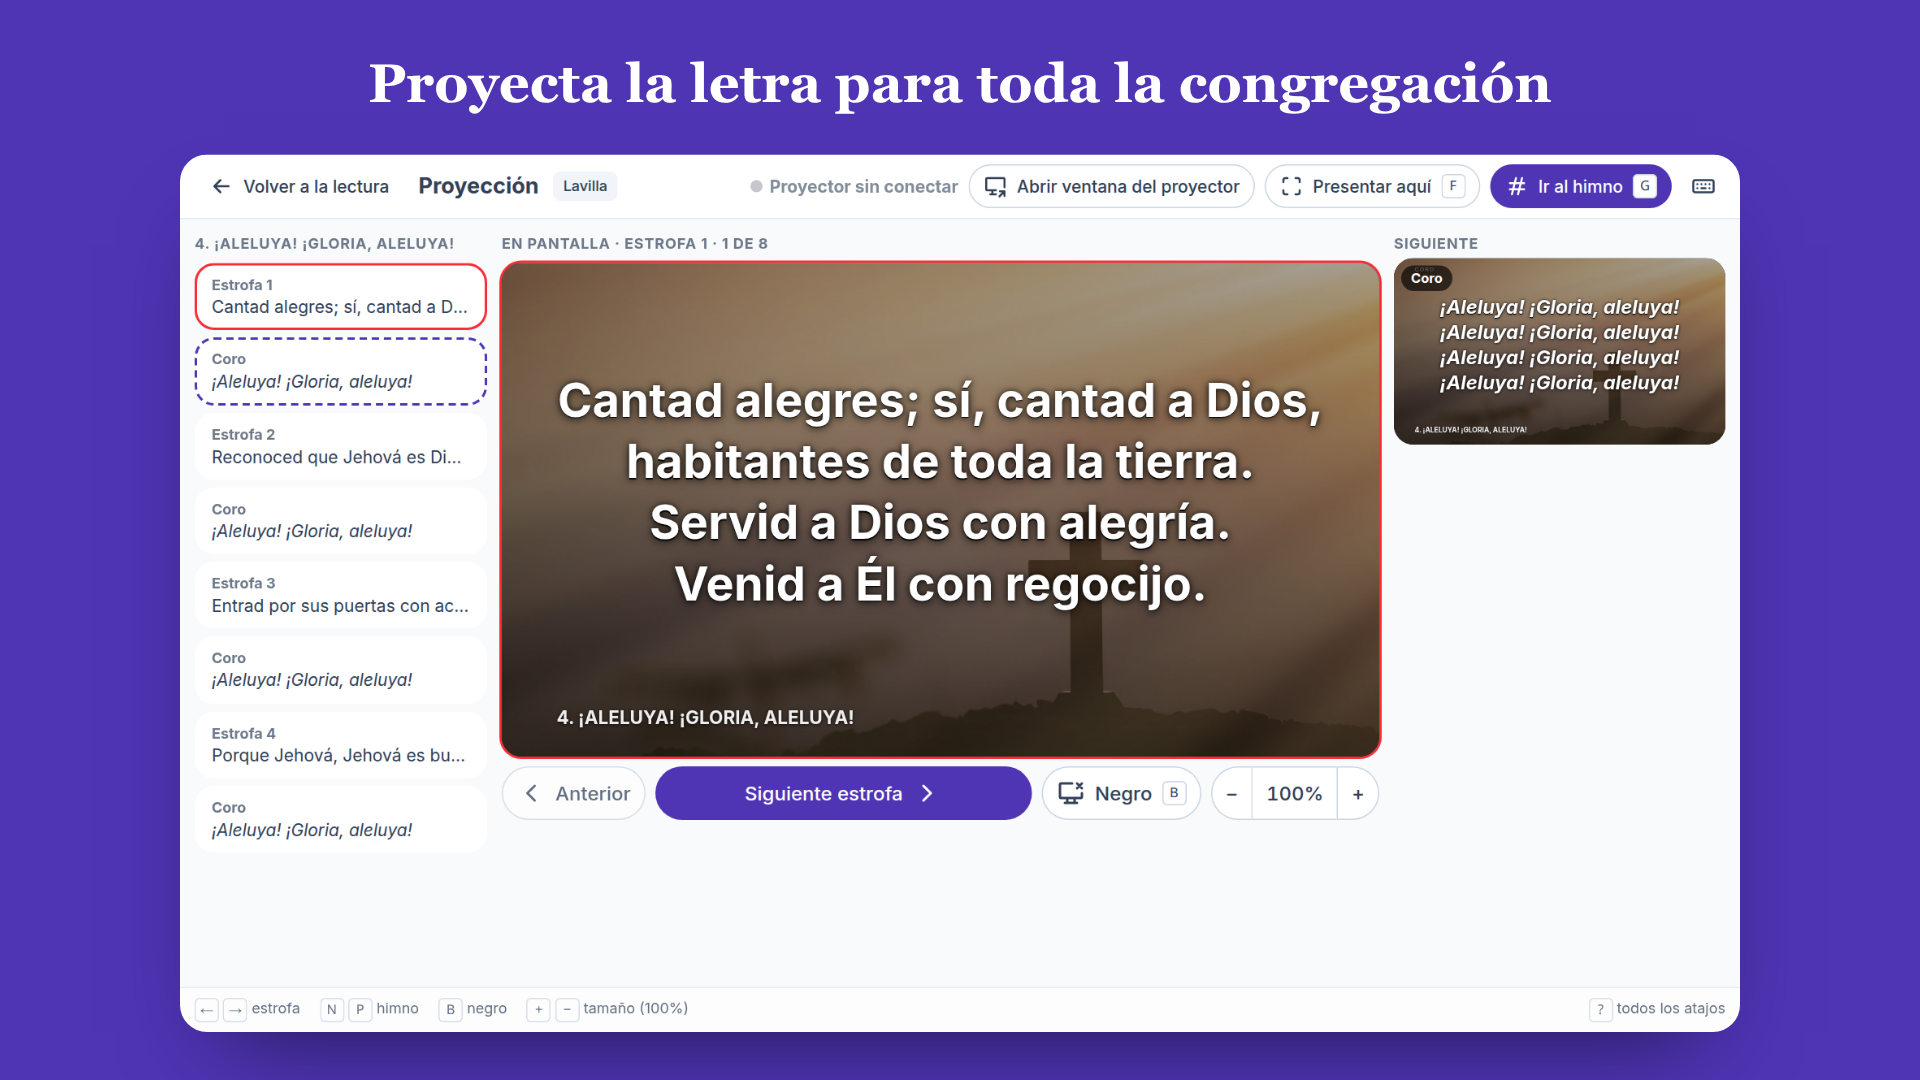 Proyecta la letra para toda la congregación
← Volver a la lectura Proyección Lavilla Proyector sin conectar Abrir ventana del proyector Presentar aquí F # Ir al himno G
4. ¡ALELUYA! ¡GLORIA, ALELUYA!
Estrofa 1
Cantad alegres; sí, cantad a D...
Coro
¡Aleluya! ¡Gloria, aleluya!
Estrofa 2
Reconoced que Jehová es Di...
Coro
¡Aleluya! ¡Gloria, aleluya!
Estrofa 3
Entrad por sus puertas con ac...
Coro
¡Aleluya! ¡Gloria, aleluya!
Estrofa 4
Porque Jehová, Jehová es bu...
Coro
¡Aleluya! ¡Gloria, aleluya!
EN PANTALLA · ESTROFA 1 · 1 DE 8
Cantad alegres; sí, cantad a Dios,
habitantes de toda la tierra.
Servid a Dios con alegría.
Venid a Él con regocijo.
4. ¡ALELUYA! ¡GLORIA, ALELUYA!
Anterior Siguiente estrofa Negro B − 100% +
SIGUIENTE
Coro
¡Aleluya! ¡Gloria, aleluya!
¡Aleluya! ¡Gloria, aleluya!
¡Aleluya! ¡Gloria, aleluya!
¡Aleluya! ¡Gloria, aleluya!
4. ¡ALELUYA! ¡GLORIA, ALELUYA!
← → estrofa N P himno B negro + − tamaño (100%) ? todos los atajos